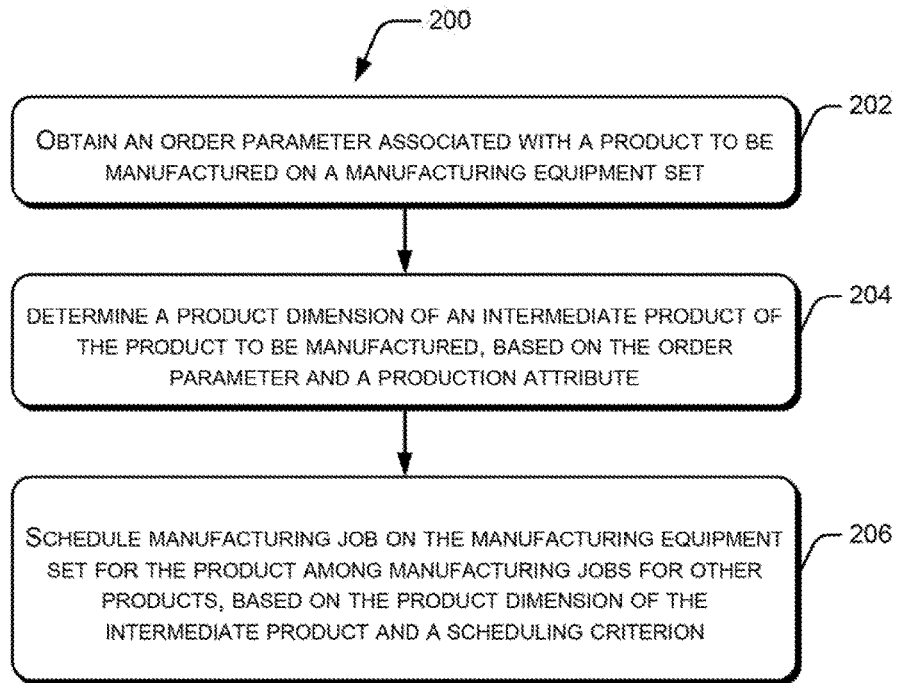 200
202
OBTAIN AN ORDER PARAMETER ASSOCIATED WITH A PRODUCT TO BE
MANUFACTURED ON A MANUFACTURING EQUIPMENT SET
204
DETERMINE A PRODUCT DIMENSION OF AN INTERMEDIATE PRODUCT OF
THE PRODUCT TO BE MANUFACTURED, BASED ON THE ORDER
PARAMETER AND A PRODUCTION ATTRIBUTE
206
SCHEDULE MANUFACTURING JOB ON THE MANUFACTURING EQUIPMENT
SET FOR THE PRODUCT AMONG MANUFACTURING JOBS FOR OTHER
PRODUCTS, BASED ON THE PRODUCT DIMENSION OF THE
INTERMEDIATE PRODUCT AND A SCHEDULING CRITERION